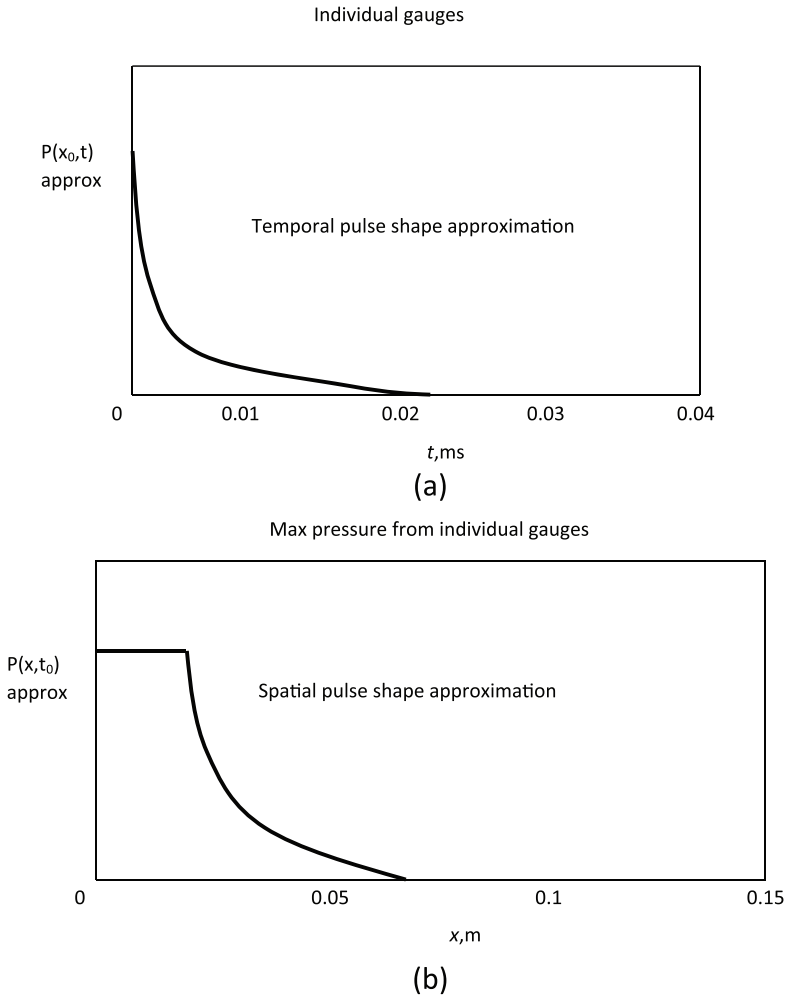 Individual gauges
P(x₀,t)
approx
Temporal pulse shape approximation
0 0.01 0.02 0.03 0.04
t,ms
(a)
Max pressure from individual gauges
P(x,t₀)
approx
Spatial pulse shape approximation
0 0.05 0.1 0.15
x,m
(b)